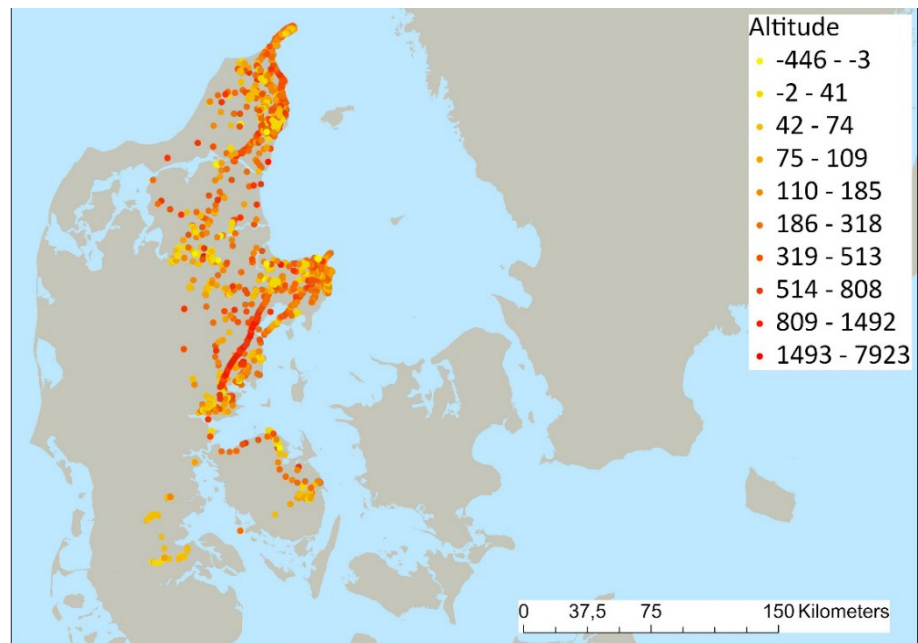 Altitude
-446 - -3
-2 - 41
42 - 74
75 - 109
110 - 185
186 - 318
319 - 513
514 - 808
809 - 1492
1493 - 7923
0 37,5 75 150 Kilometers